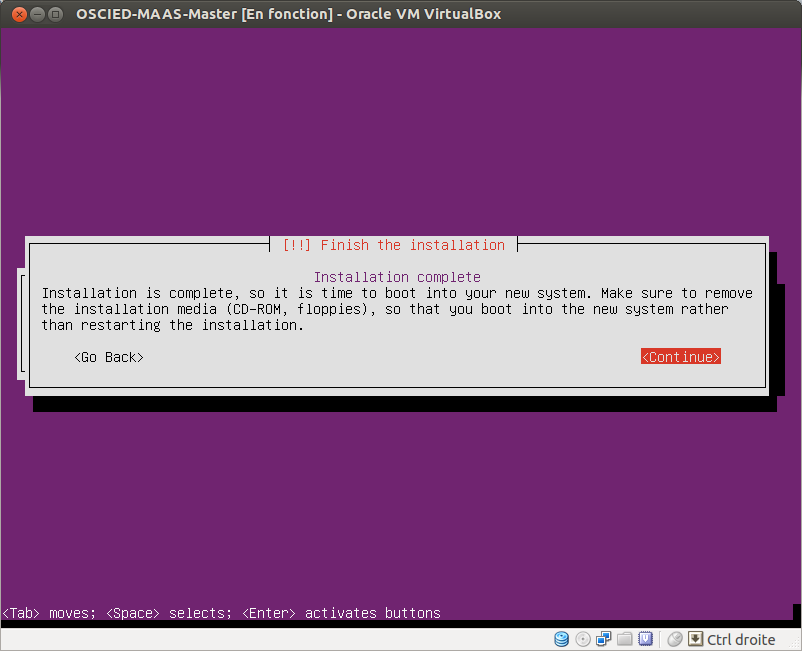 OSCIED-MAAS-Master [En fonction] - Oracle VM VirtualBox
[!!] Finish the installation
Installation complete
Installation is complete, so it is time to boot into your new system. Make sure to remove
the installation media (CD-ROM, floppies), so that you boot into the new system rather
than restarting the installation.
<Go Back> <Continue>
<Tab> moves; <Space> selects; <Enter> activates buttons
Ctrl droite